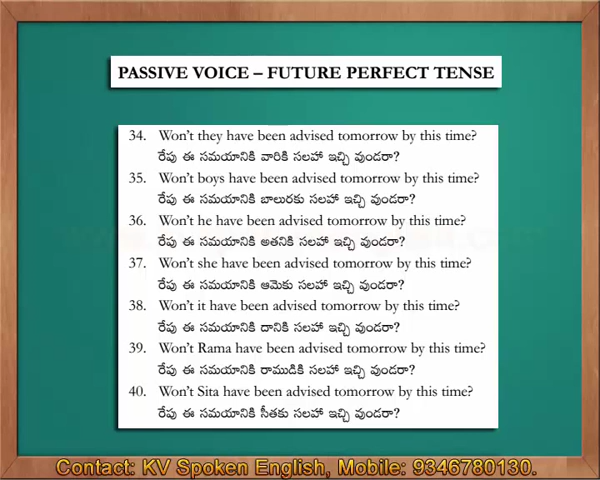 PASSIVE VOICE – FUTURE PERFECT TENSE
34. Won't they have been advised tomorrow by this time?
రేపు ఈ సమయానికి వారికి సలహా ఇచ్చి వుండరా?
35. Won't boys have been advised tomorrow by this time?
రేపు ఈ సమయానికి బాలురకు సలహా ఇచ్చి వుండరా?
36. Won't he have been advised tomorrow by this time?
రేపు ఈ సమయానికి అతనికి సలహా ఇచ్చి వుండరా?
37. Won't she have been advised tomorrow by this time?
రేపు ఈ సమయానికి ఆమెకు సలహా ఇచ్చి వుండరా?
38. Won't it have been advised tomorrow by this time?
రేపు ఈ సమయానికి దానికి సలహా ఇచ్చి వుండరా?
39. Won't Rama have been advised tomorrow by this time?
రేపు ఈ సమయానికి రాముడికి సలహా ఇచ్చి వుండరా?
40. Won't Sita have been advised tomorrow by this time?
రేపు ఈ సమయానికి సీతకు సలహా ఇచ్చి వుండరా?
Contact: KV Spoken English, Mobile: 9346780130.